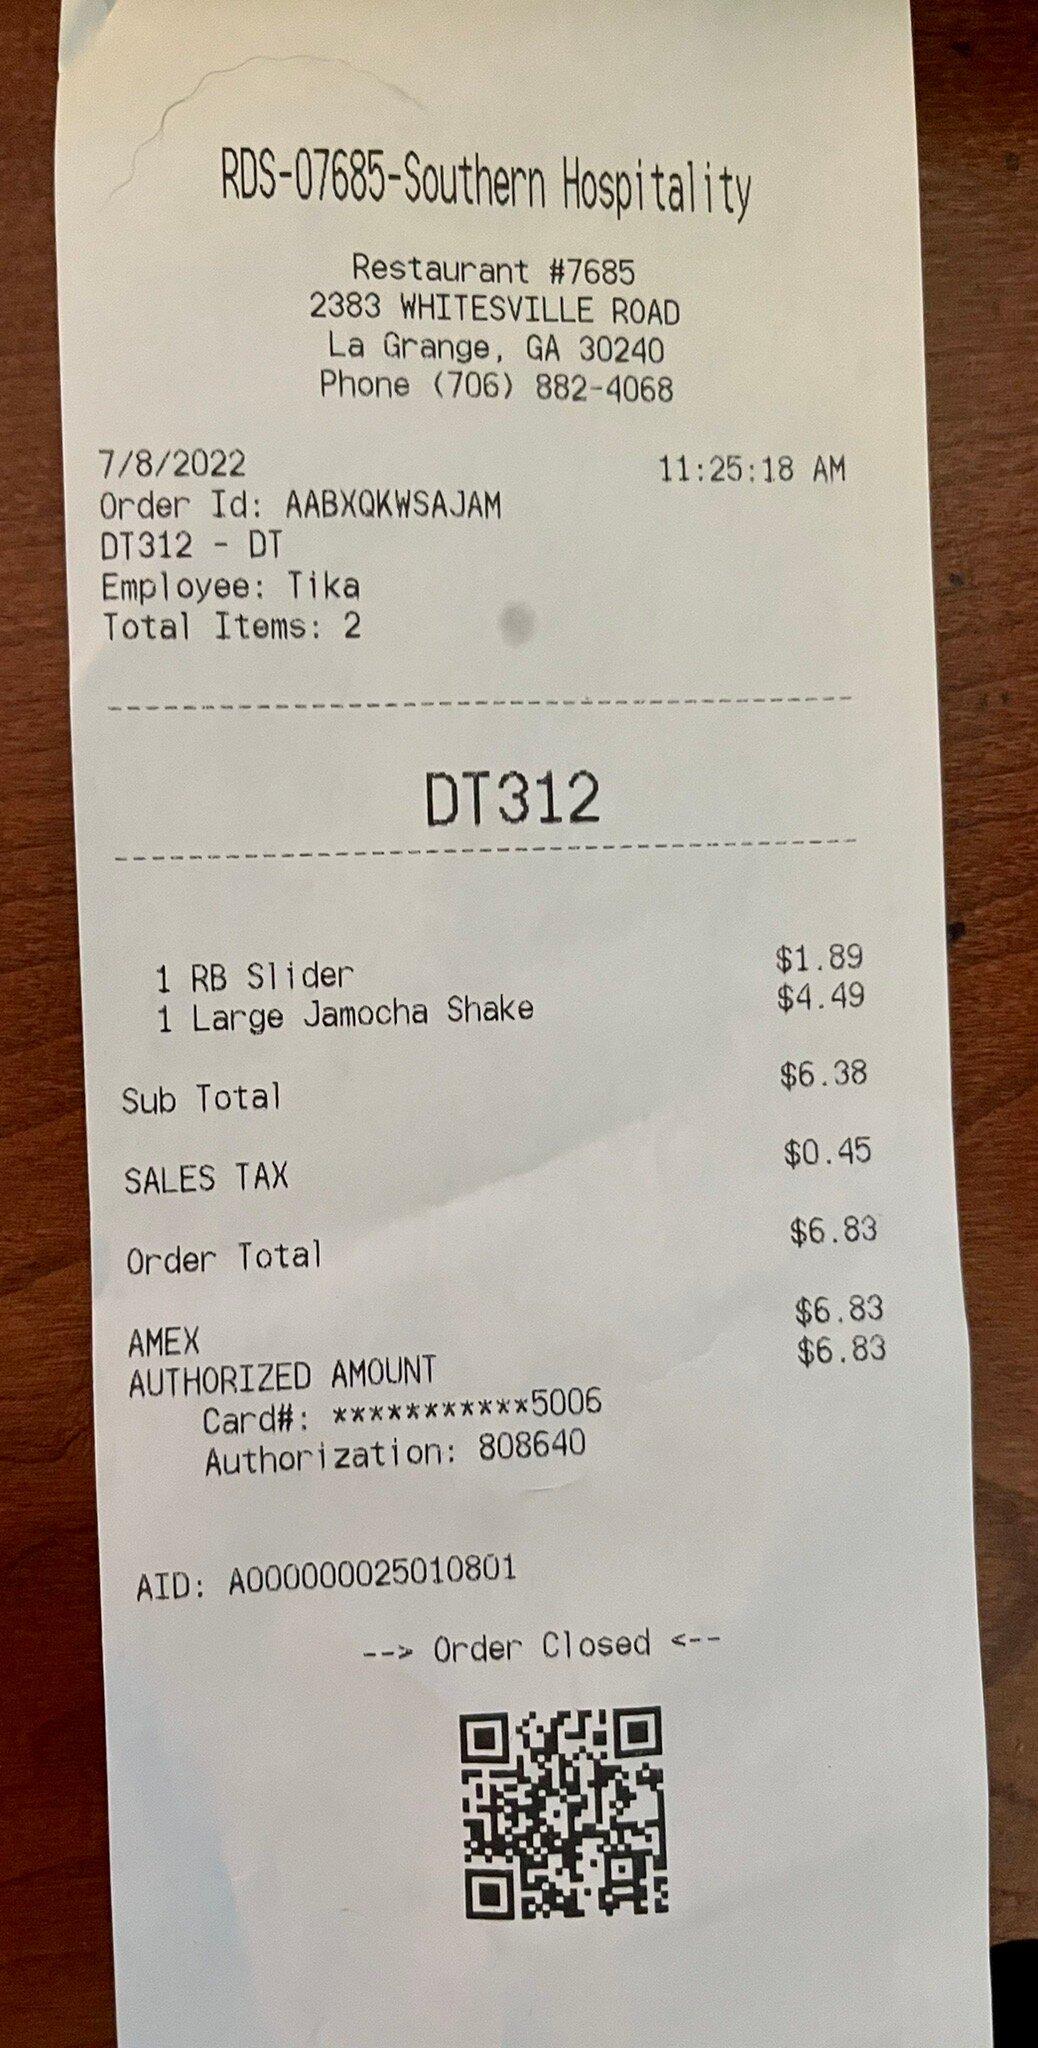 RDS-07685-Southern Hospitality
Restaurant #7685
2383 WHITESVILLE ROAD
La Grange, GA 30240
Phone (706) 882-4068
7/8/2022 11:25:18 AM
Order Id: AABXQKWSAJAM
DT312 - DT
Employee: Tika
Total Items: 2
DT312
1 RB Slider $1.89
1 Large Jamocha Shake $4.49
Sub Total $6.38
SALES TAX $0.45
Order Total $6.83
AMEX $6.83
AUTHORIZED AMOUNT $6.83
Card#: ***********5006
Authorization: 808640
AID: A000000025010801
--> Order Closed <--